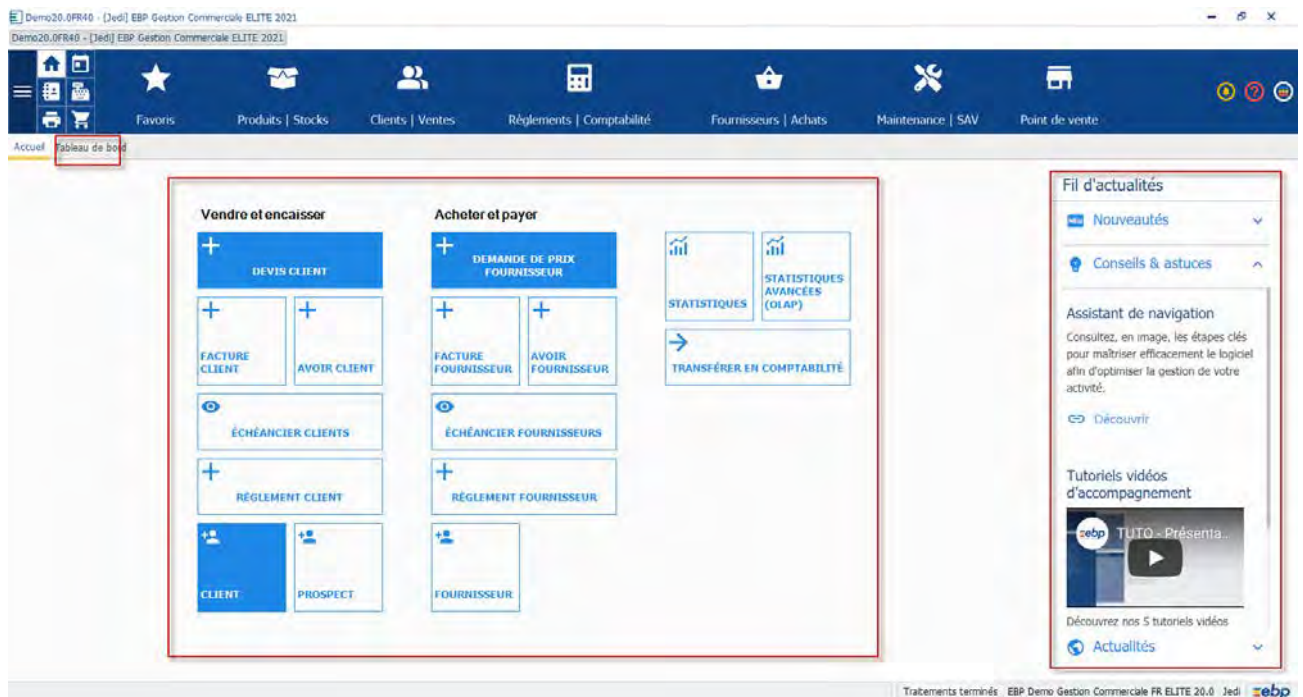 Demo20.0FR40 - [Jedi] EBP Gestion Commerciale ELITE 2021
Demo20.0FR40 - [Jedi] EBP Gestion Commerciale ELITE 2021
Favoris
Produits | Stocks
Clients | Ventes
Règlements | Comptabilité
Fournisseurs | Achats
Maintenance | SAV
Point de vente
Accueil
Tableau de bord
Vendre et encaisser
DEVIS CLIENT
FACTURE
CLIENT
AVOIR CLIENT
ÉCHÉANCIER CLIENTS
RÉGLEMENT CLIENT
CLIENT
PROSPECT
Acheter et payer
DEMANDE DE PRIX
FOURNISSEUR
FACTURE
FOURNISSEUR
AVOIR
FOURNISSEUR
ÉCHÉANCIER FOURNISSEURS
RÉGLEMENT FOURNISSEUR
FOURNISSEUR
STATISTIQUES
STATISTIQUES
AVANCÉES
(OLAP)
TRANSFÉRER EN COMPTABILITÉ
Fil d'actualités
Nouveautés
Conseils & astuces
Assistant de navigation
Consultez, en image, les étapes clés
pour maîtriser efficacement le logiciel
afin d'optimiser la gestion de votre
activité.
Découvrir
Tutoriels vidéos
d'accompagnement
ebp
TUTO - Présenta...
Découvrez nos 5 tutoriels vidéos
Actualités
Traitements terminés
EBP Demo Gestion Commerciale FR ELITE 20.0
Jedi
ebp